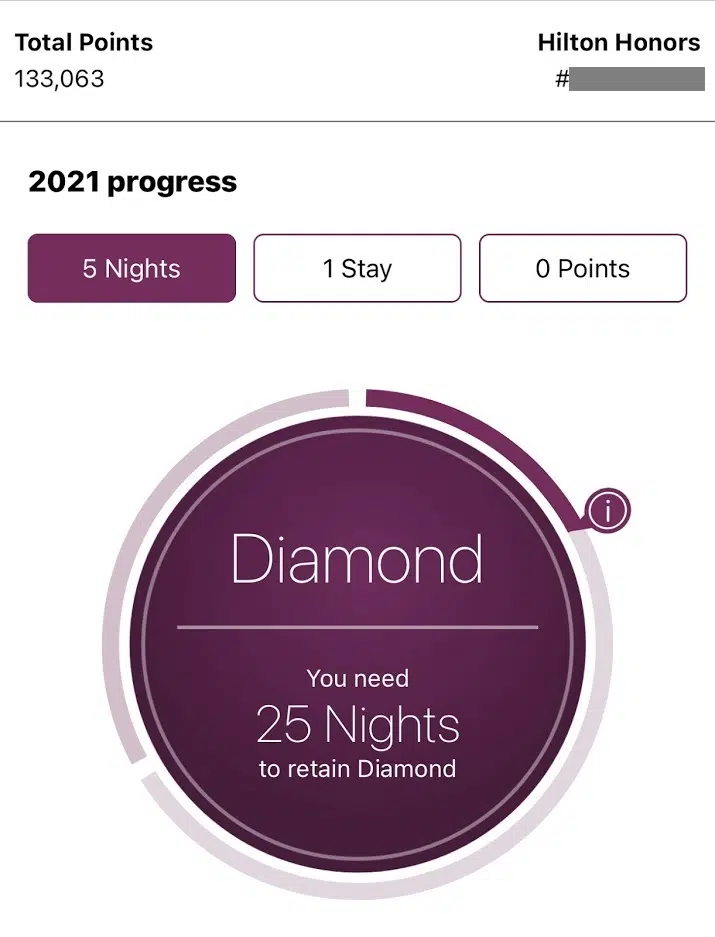 Total Points
Hilton Honors
133,063
#
2021 progress
5 Nights
1 Stay
0 Points
i
Diamond
You need
25 Nights
to retain Diamond